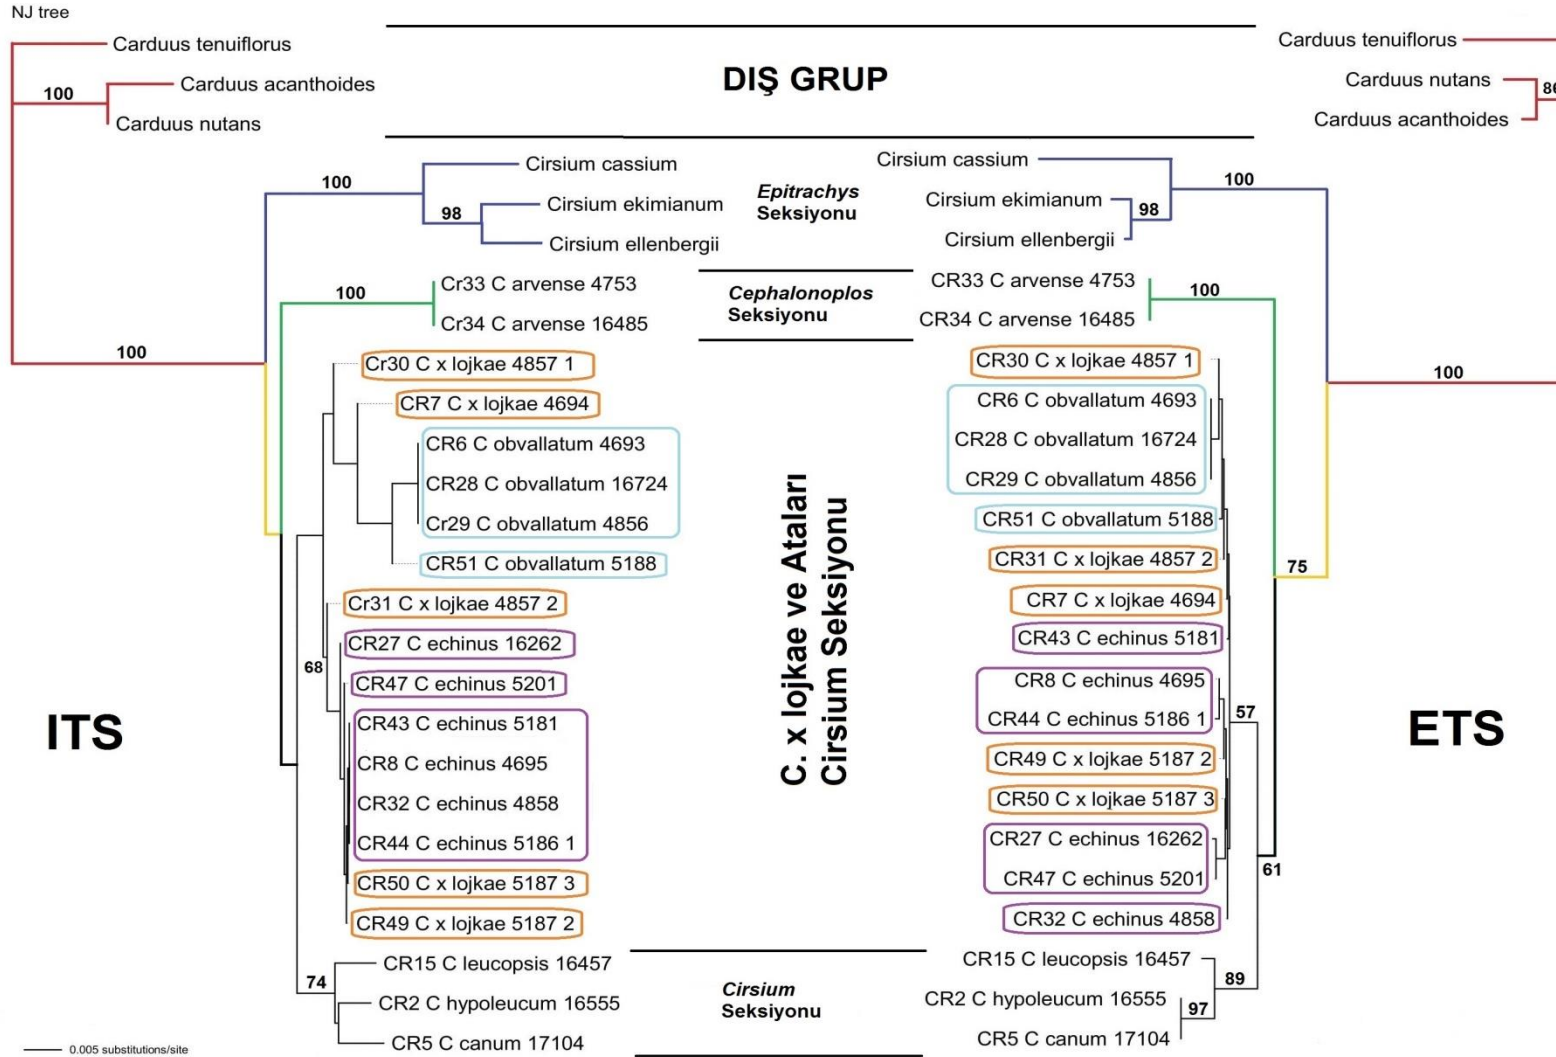 NJ tree
Carduus tenuiflorus
100
Carduus acanthoides
Carduus nutans
100
Cirsium cassium
98
Cirsium ekimianum
Cirsium ellenbergii
100
Cr33 C arvense 4753
Cr34 C arvense 16485
100
Cr30 C x lojkae 4857 1
CR7 C x lojkae 4694
CR6 C obvallatum 4693
CR28 C obvallatum 16724
Cr29 C obvallatum 4856
CR51 C obvallatum 5188
Cr31 C x lojkae 4857 2
CR27 C echinus 16262
68
CR47 C echinus 5201
CR43 C echinus 5181
CR8 C echinus 4695
CR32 C echinus 4858
CR44 C echinus 5186 1
CR50 C x lojkae 5187 3
CR49 C x lojkae 5187 2
CR15 C leucopsis 16457
74
CR2 C hypoleucum 16555
CR5 C canum 17104
0.005 substitutions/site
ITS
DIŞ GRUP
Epitrachys
Seksiyonu
Cephalonoplos
Seksiyonu
C. x lojkae ve Ataları
Cirsium Seksiyonu
Cirsium
Seksiyonu
Carduus tenuiflorus
Carduus nutans
86
Carduus acanthoides
Cirsium cassium
100
Cirsium ekimianum
98
Cirsium ellenbergii
CR33 C arvense 4753
100
CR34 C arvense 16485
CR30 C x lojkae 4857 1
100
CR6 C obvallatum 4693
CR28 C obvallatum 16724
CR29 C obvallatum 4856
CR51 C obvallatum 5188
CR31 C x lojkae 4857 2
75
CR7 C x lojkae 4694
CR43 C echinus 5181
CR8 C echinus 4695
57
CR44 C echinus 5186 1
CR49 C x lojkae 5187 2
CR50 C x lojkae 5187 3
CR27 C echinus 16262
61
CR47 C echinus 5201
CR32 C echinus 4858
CR15 C leucopsis 16457
89
CR2 C hypoleucum 16555
97
CR5 C canum 17104
ETS